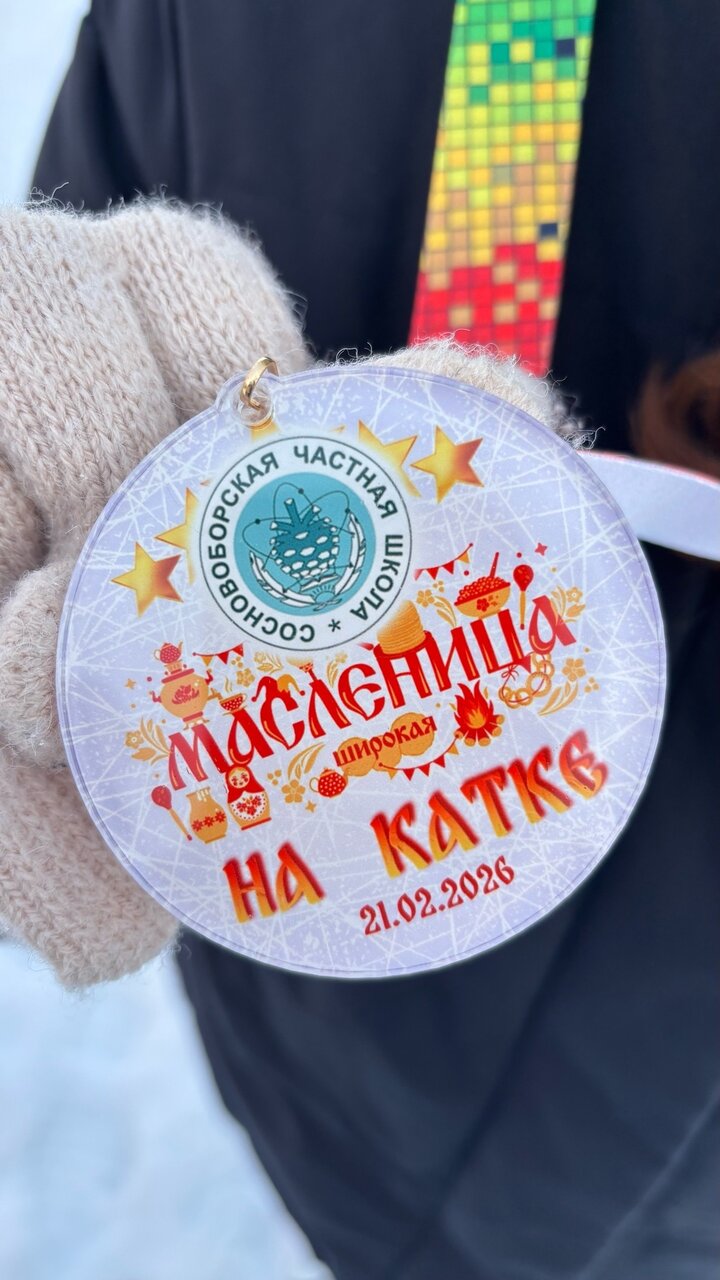 СОСНОВОБОРСКАЯ ЧАСТНАЯ ШКОЛА *
МАСЛЕНИЦА
широкая
НА КАТКЕ
21.02.2026